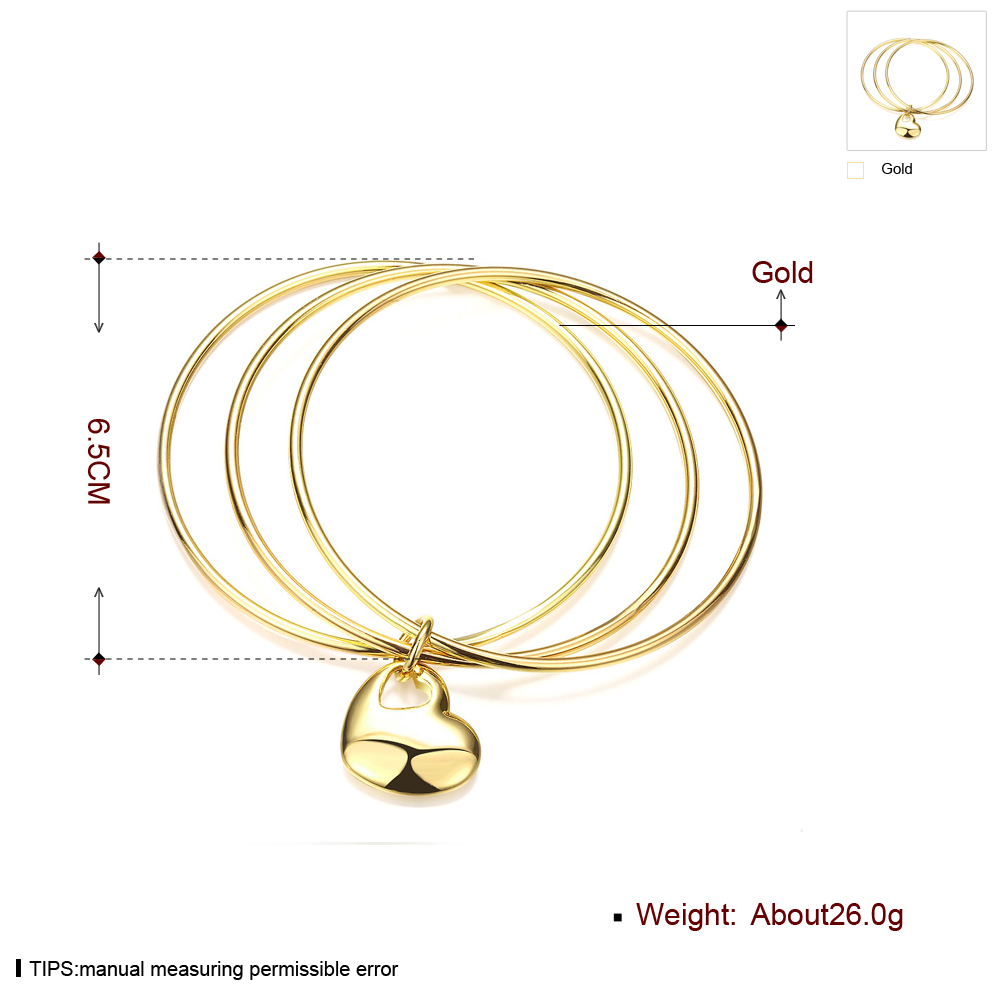 Gold
Gold
6.5CM
Weight: About26.0g
TIPS:manual measuring permissible error